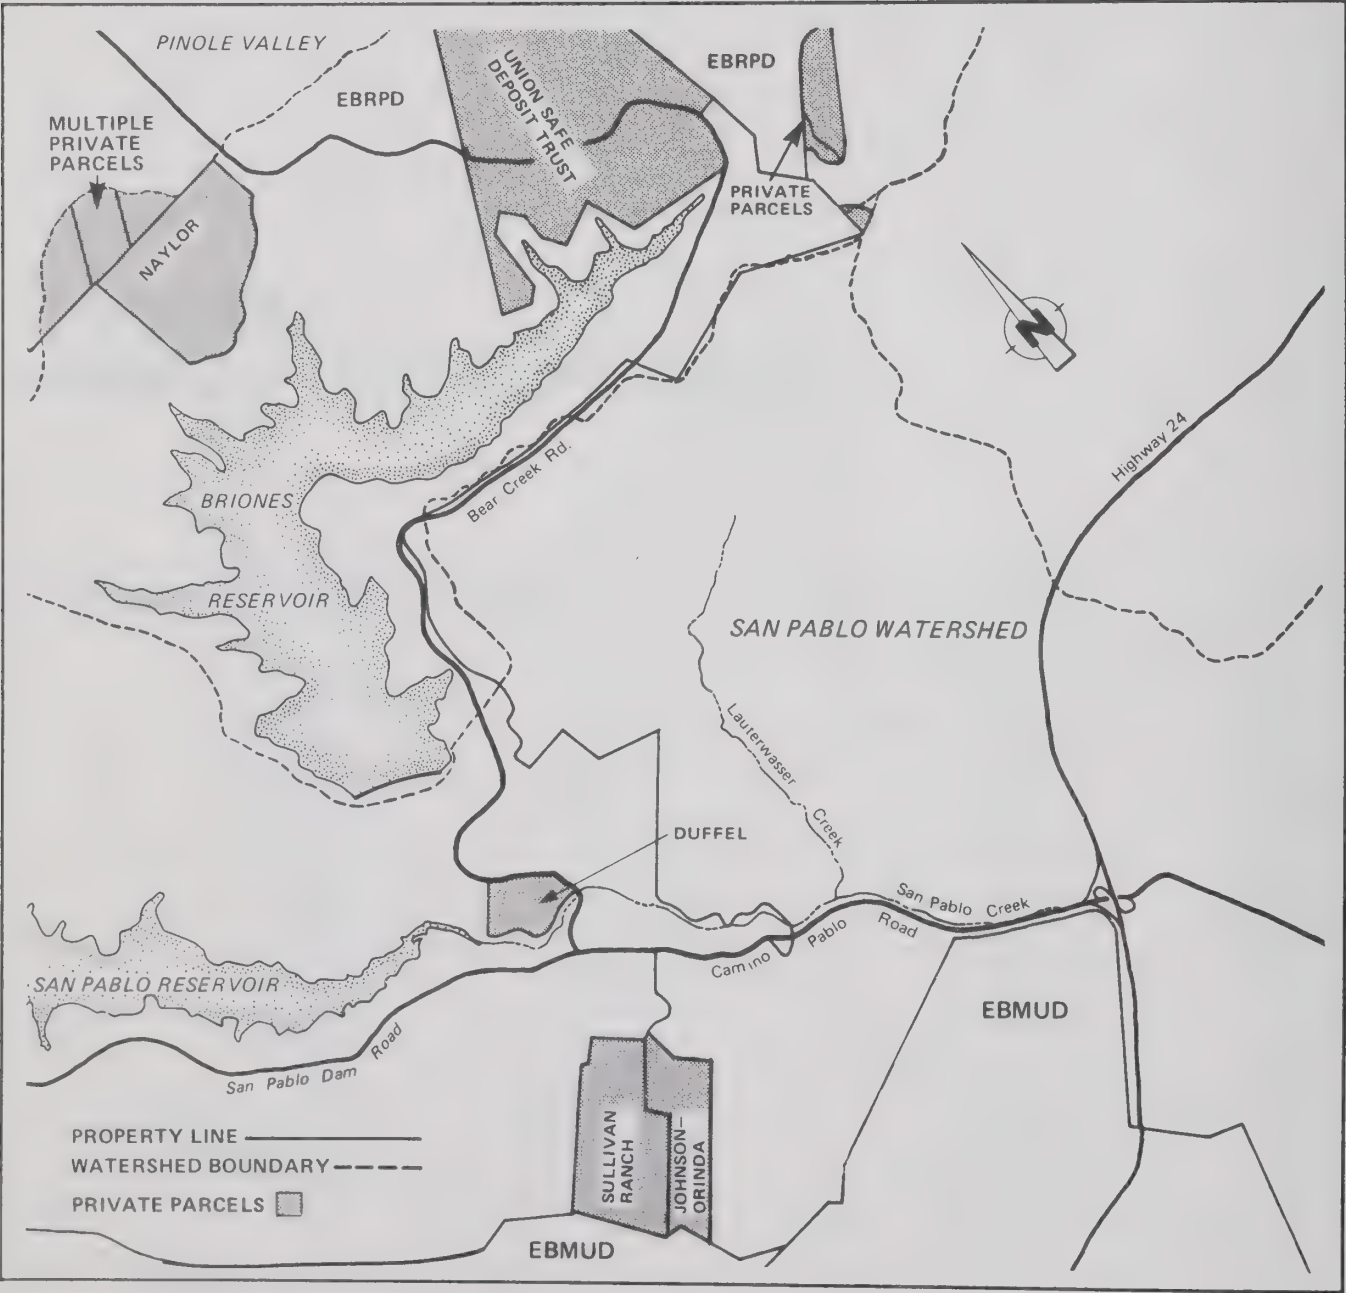 PINOLE VALLEY
EBRPD
UNION SAFE
DEPOSIT TRUST
EBRPD
MULTIPLE
PRIVATE
PARCELS
PRIVATE
PARCELS
NAYLOR
N
Highway 24
Bear Creek Rd.
BRIONES
RESERVOIR
SAN PABLO WATERSHED
Lauterwasser
Creek
DUFFEL
San Pablo Creek
Camino Pablo Road
SAN PABLO RESERVOIR
EBMUD
San Pablo Dam Road
PROPERTY LINE
WATERSHED BOUNDARY
PRIVATE PARCELS
SULLIVAN
RANCH
JOHNSON-
ORINDA
EBMUD